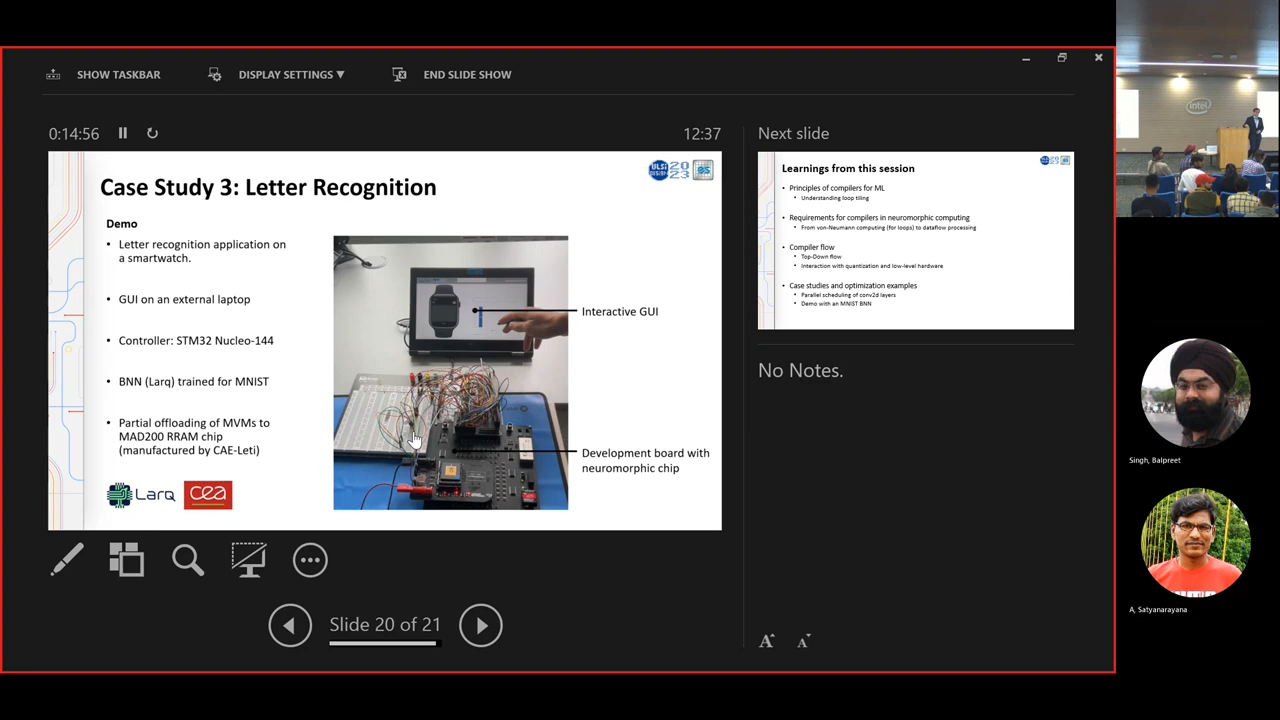 SHOW TASKBAR
DISPLAY SETTINGS ▼
END SLIDE SHOW
0:14:56
12:37
Next slide
Case Study 3: Letter Recognition
Demo
• Letter recognition application on
a smartwatch.
• GUI on an external laptop
• Controller: STM32 Nucleo-144
• BNN (Larq) trained for MNIST
• Partial offloading of MVMs to
MAD200 RRAM chip
(manufactured by CAE-Leti)
Larq
cea
Interactive GUI
Development board with
neuromorphic chip
Learnings from this session
• Principles of compilers for ML
• Understanding loop tiling
• Requirements for compilers in neuromorphic computing
• From von-Neumann computing (for loops) to dataflow processing
• Compiler flow
• Top-Down flow
• Interaction with quantization and low-level hardware
• Case studies and optimization examples
• Parallel scheduling of conv2d layers
• Demo with an MNIST BNN
No Notes.
Slide 20 of 21
A A
intel
Singh, Balpreet
A, Satyanarayana